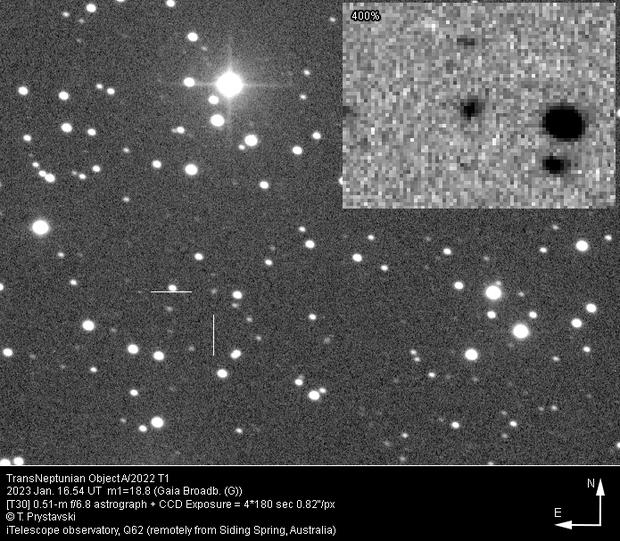 400%
TransNeptunian ObjectA/2022 T1
2023 Jan. 16.54 UT m1=18.8 (Gaia Broadb. (G))
[T30] 0.51-m f/6.8 astrograph + CCD Exposure = 4*180 sec 0.82"/px
© T. Prystavski
iTelescope observatory, Q62 (remotely from Siding Spring, Australia)
N
E